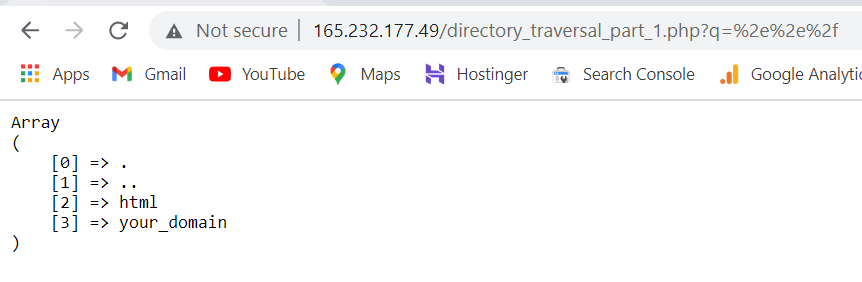 Not secure | 165.232.177.49/directory_traversal_part_1.php?q=%2e%2e%2f
Apps Gmail YouTube Maps Hostinger Search Console Google Analytic
Array
(
    [0] => .
    [1] => ..
    [2] => html
    [3] => your_domain
)